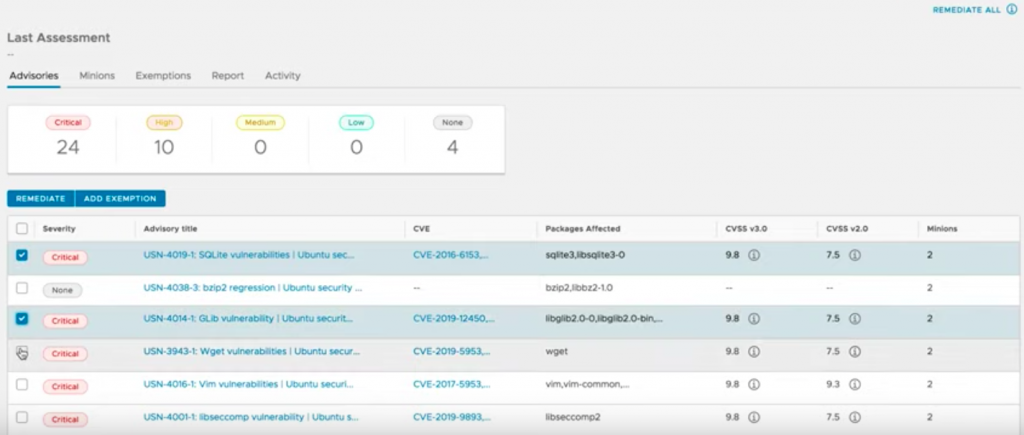 REMEDIATE ALL
Last Assessment
--
Advisories Minions Exemptions Report Activity
Critical High Medium Low None
24 10 0 0 4
REMEDIATE ADD EXEMPTION
Severity Advisory title CVE Packages Affected CVSS v3.0 CVSS v2.0 Minions
Critical USN-4019-1: SQLite vulnerabilities | Ubuntu sec... CVE-2016-6153,... sqlite3,libsqlite3-0 9.8 7.5 2
None USN-4038-3: bzip2 regression | Ubuntu security ... -- bzip2,libbz2-1.0 -- -- 2
Critical USN-4014-1: GLib vulnerability | Ubuntu securit... CVE-2019-12450,... libglib2.0-0,libglib2.0-bin,... 9.8 7.5 2
Critical USN-3943-1: Wget vulnerabilities | Ubuntu secur... CVE-2019-5953,... wget 9.8 7.5 2
Critical USN-4016-1: Vim vulnerabilities | Ubuntu securi... CVE-2017-5953,... vim,vim-common,... 9.8 9.3 2
Critical USN-4001-1: libseccomp vulnerability | Ubuntu s... CVE-2019-9893,... libseccomp2 9.8 7.5 2